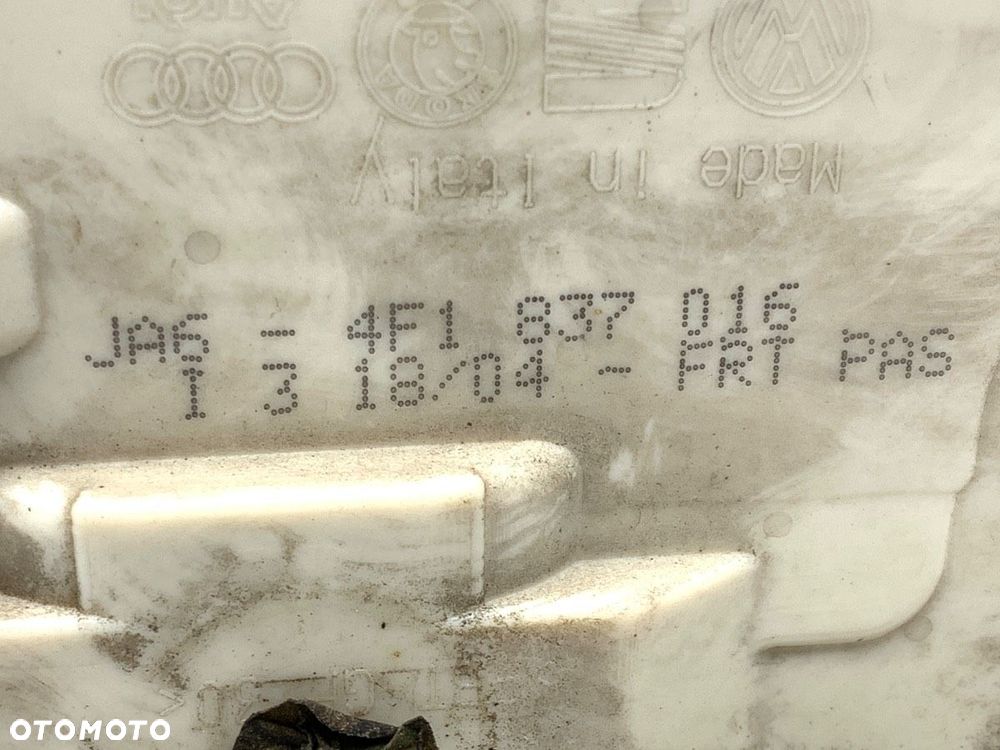 Made in Italy
JA6 - 4F1 837 016
1 3 18/04 - FRT PAS
OTOMOTO